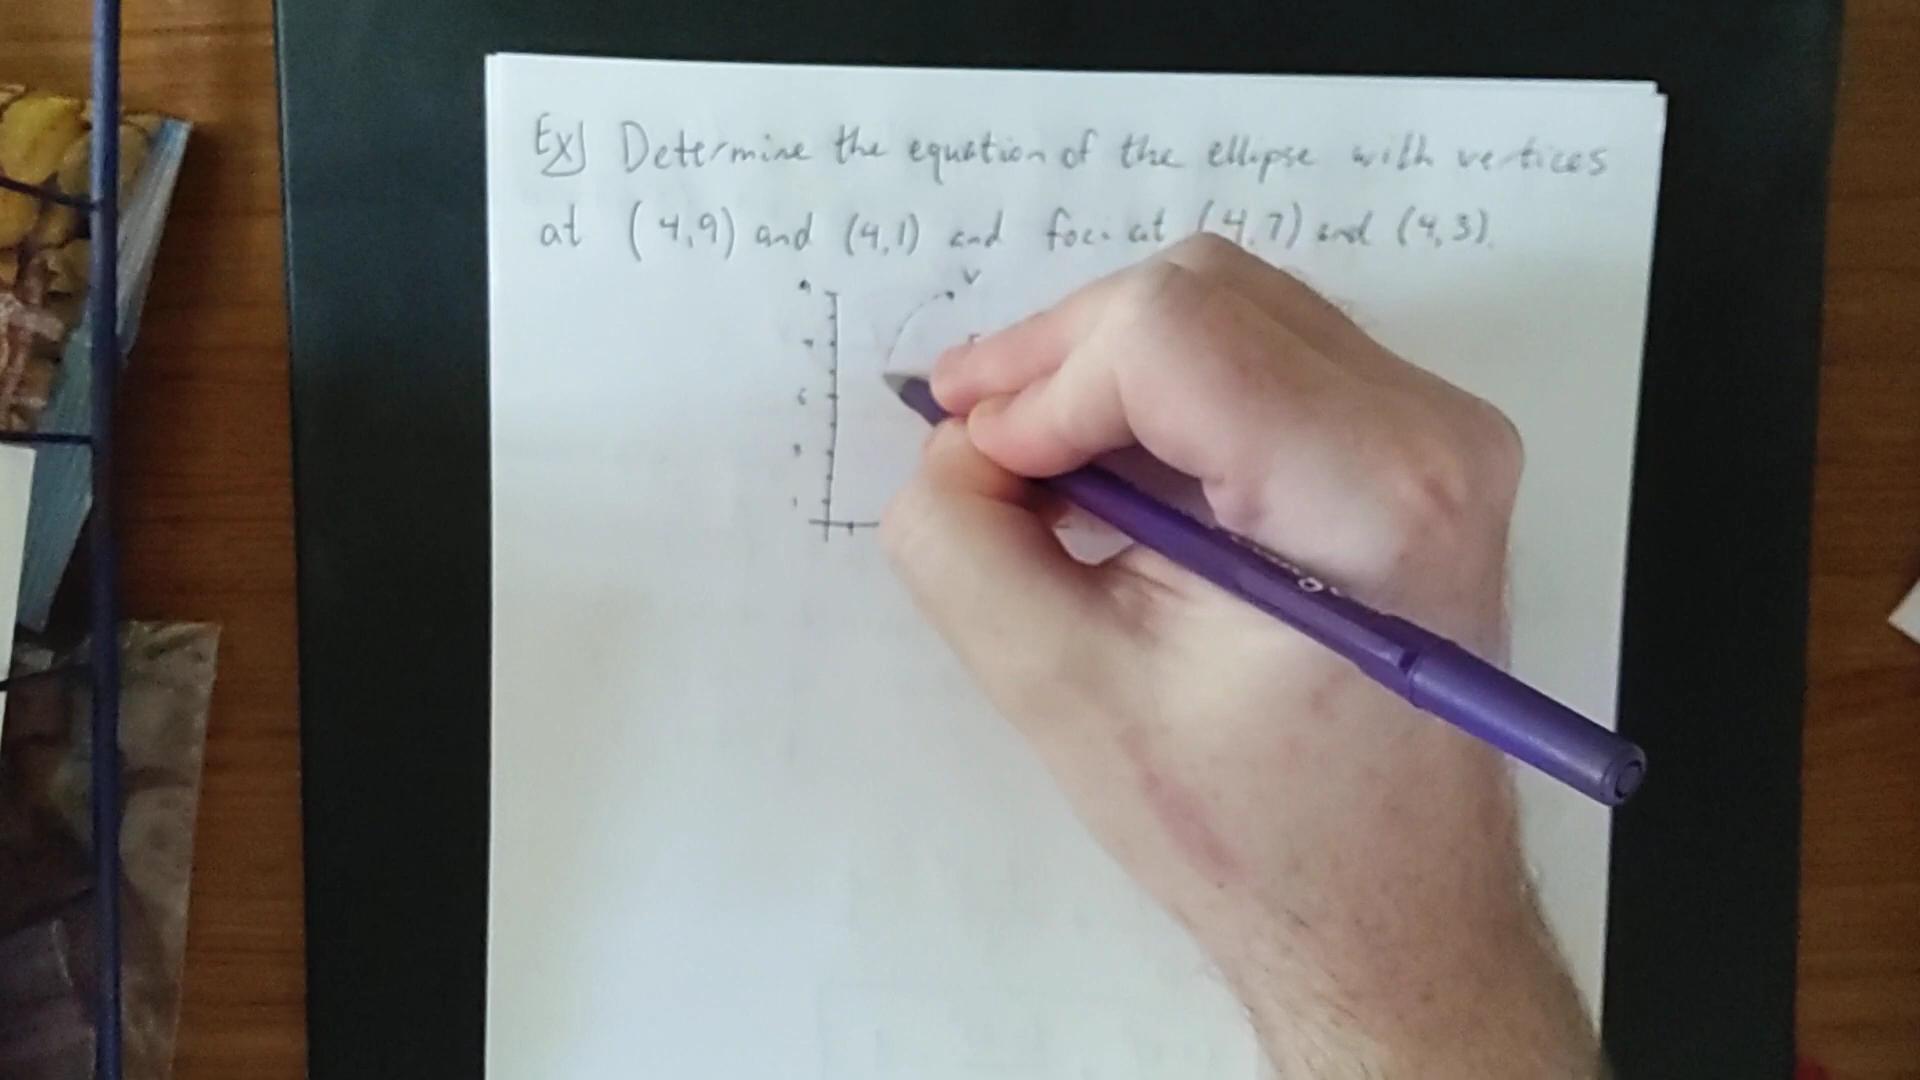 Ex) Determine the equation of the ellipse with vertices
at (4,9) and (4,1) and foci at (4,7) and (4,3).
V